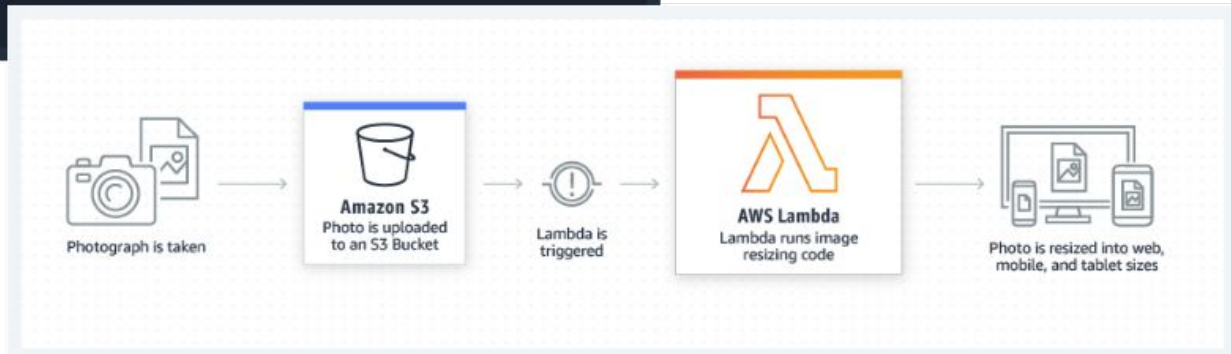 Photograph is taken
Amazon S3
Photo is uploaded
to an S3 Bucket
Lambda is
triggered
AWS Lambda
Lambda runs image
resizing code
Photo is resized into web,
mobile, and tablet sizes